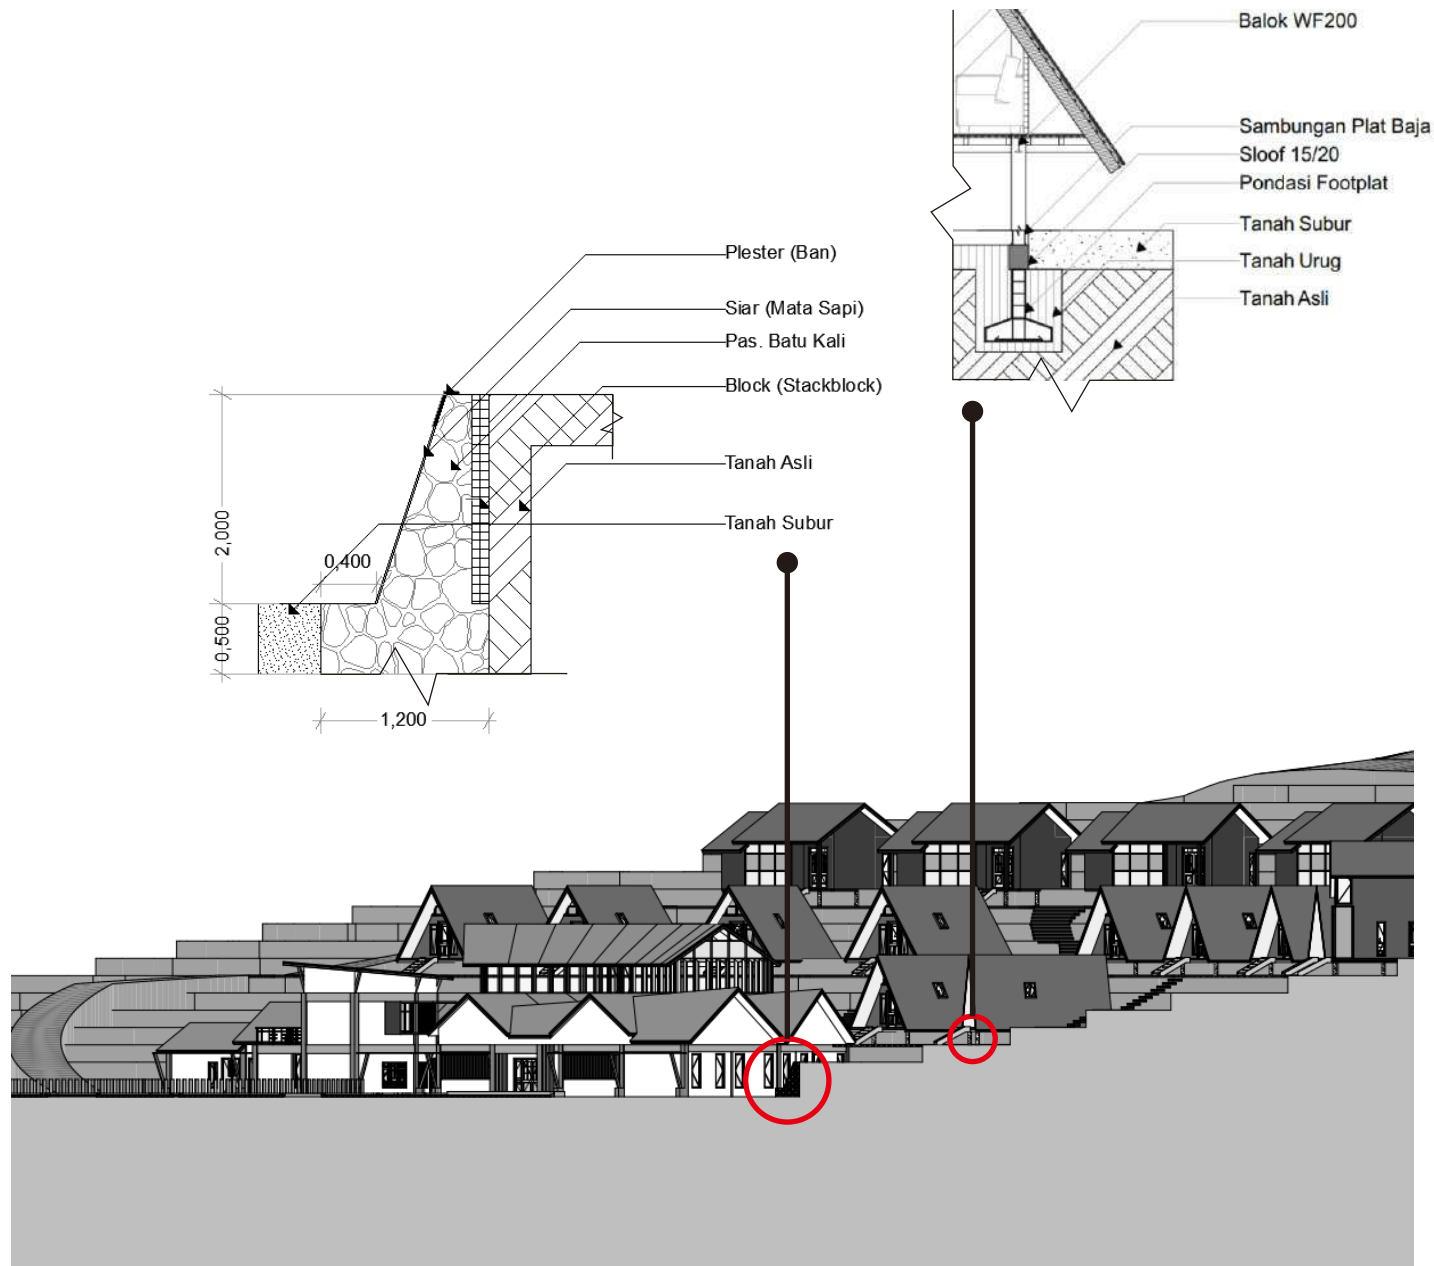 Balok WF200
Sambungan Plat Baja
Sloof 15/20
Pondasi Footplat
Tanah Subur
Tanah Urug
Tanah Asli
Plester (Ban)
Siar (Mata Sapi)
Pas. Batu Kali
Block (Stackblock)
Tanah Asli
Tanah Subur
2,000
0,400
0,500
1,200